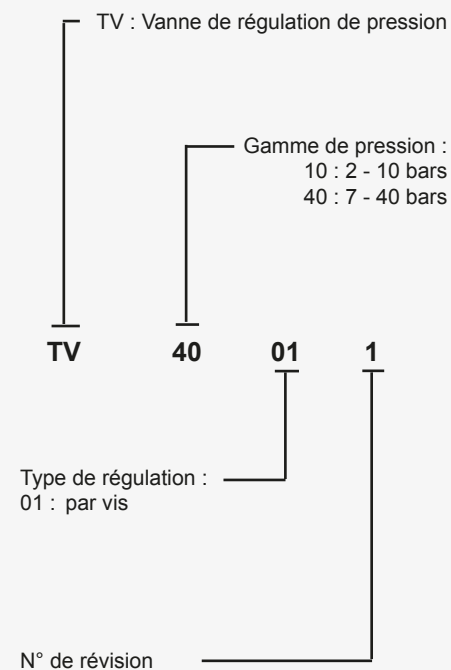 TV : Vanne de régulation de pression
Gamme de pression :
10 : 2 - 10 bars
40 : 7 - 40 bars
TV 40 01 1
Type de régulation :
01 : par vis
N° de révision